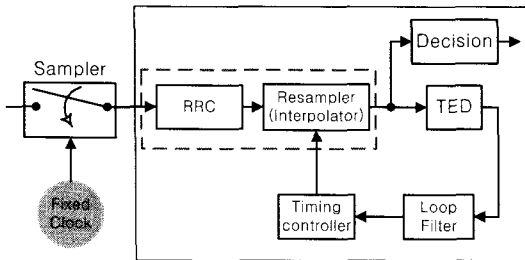 Decision
Sampler
RRC
Resampler
(Interpolator)
TED
Fixed
Clock
Timing
controller
Loop
Filter